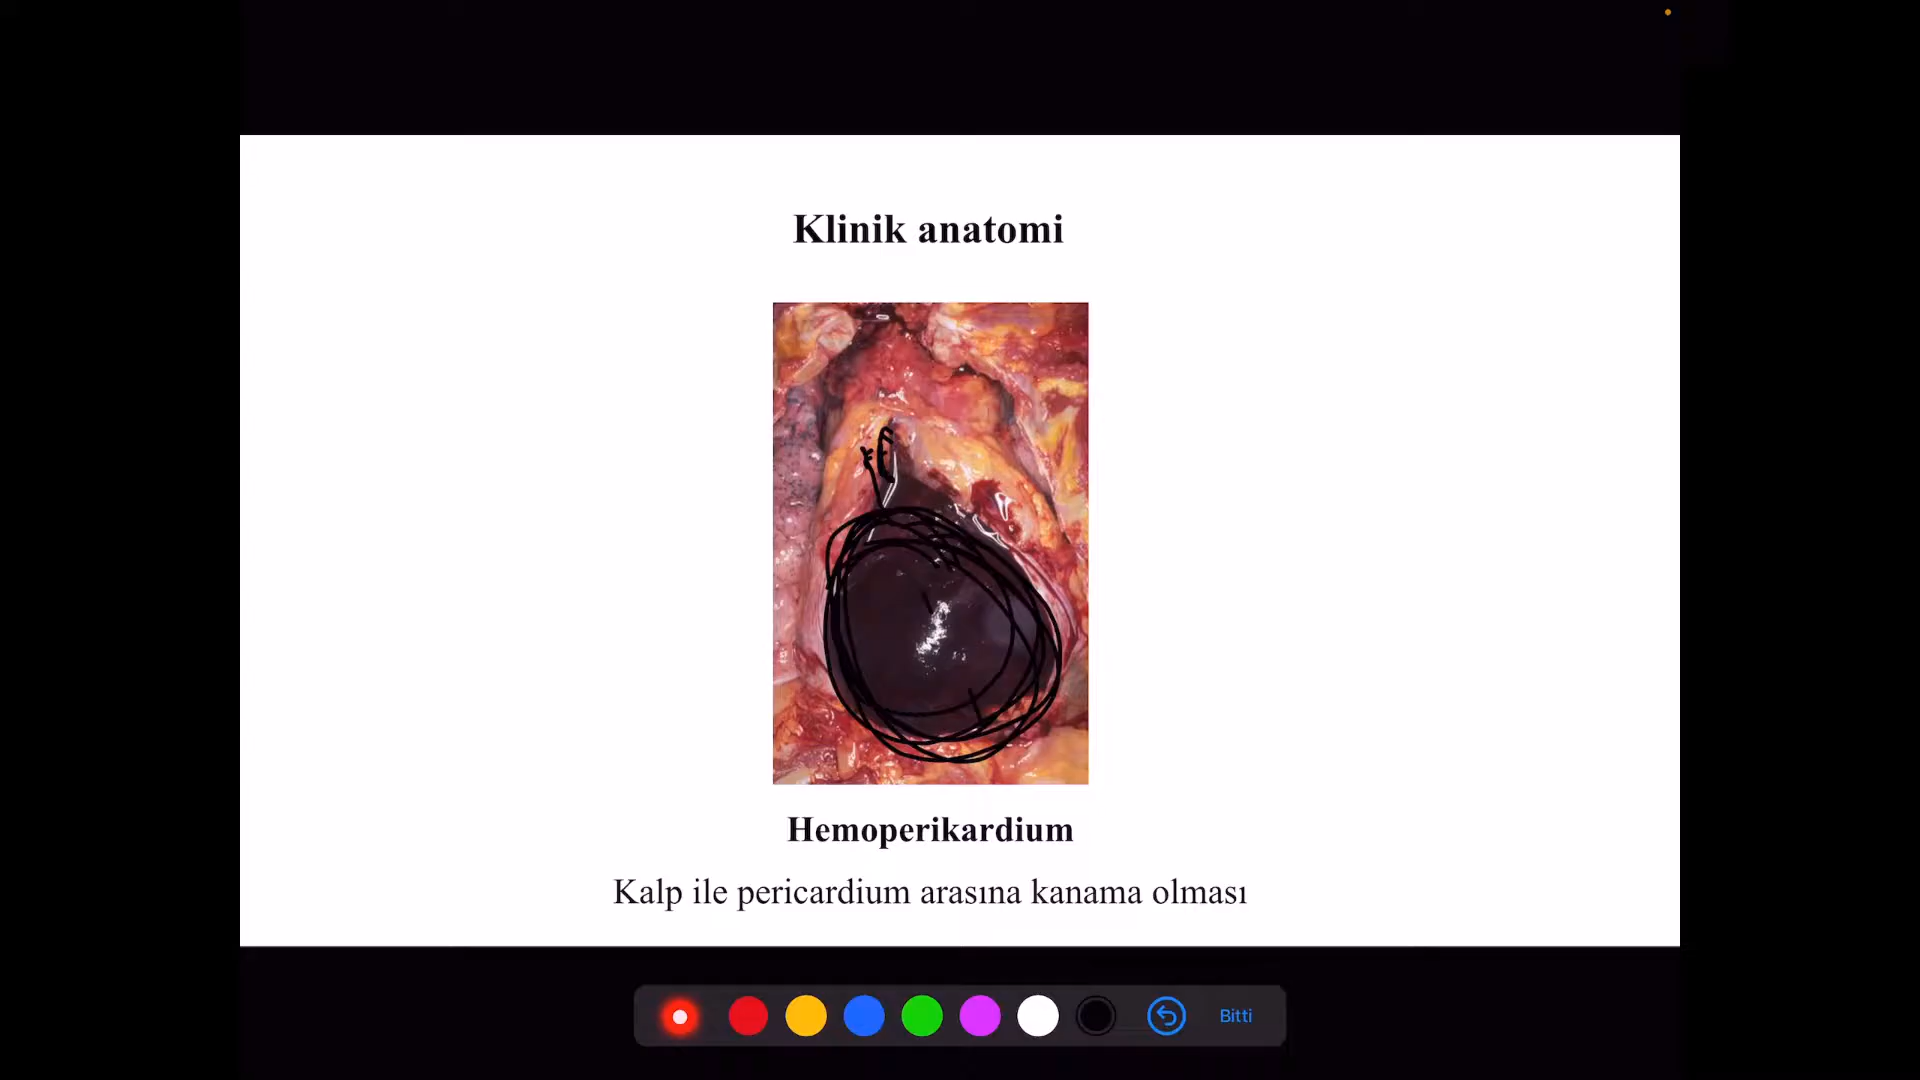 Klinik anatomi
Hemoperikardium
Kalp ile pericardium arasına kanama olması
Bitti